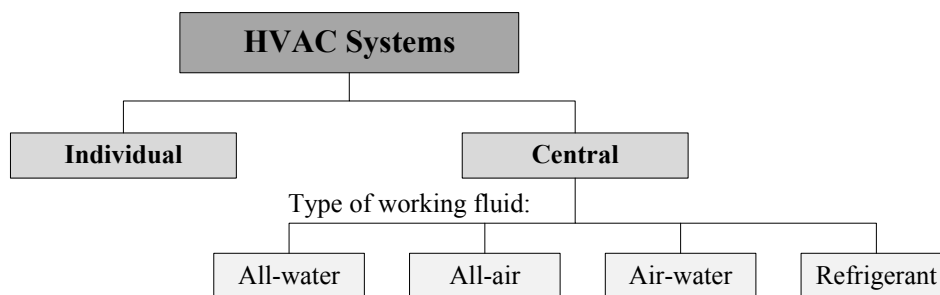 HVAC Systems
Individual
Central
Type of working fluid:
All-water
All-air
Air-water
Refrigerant